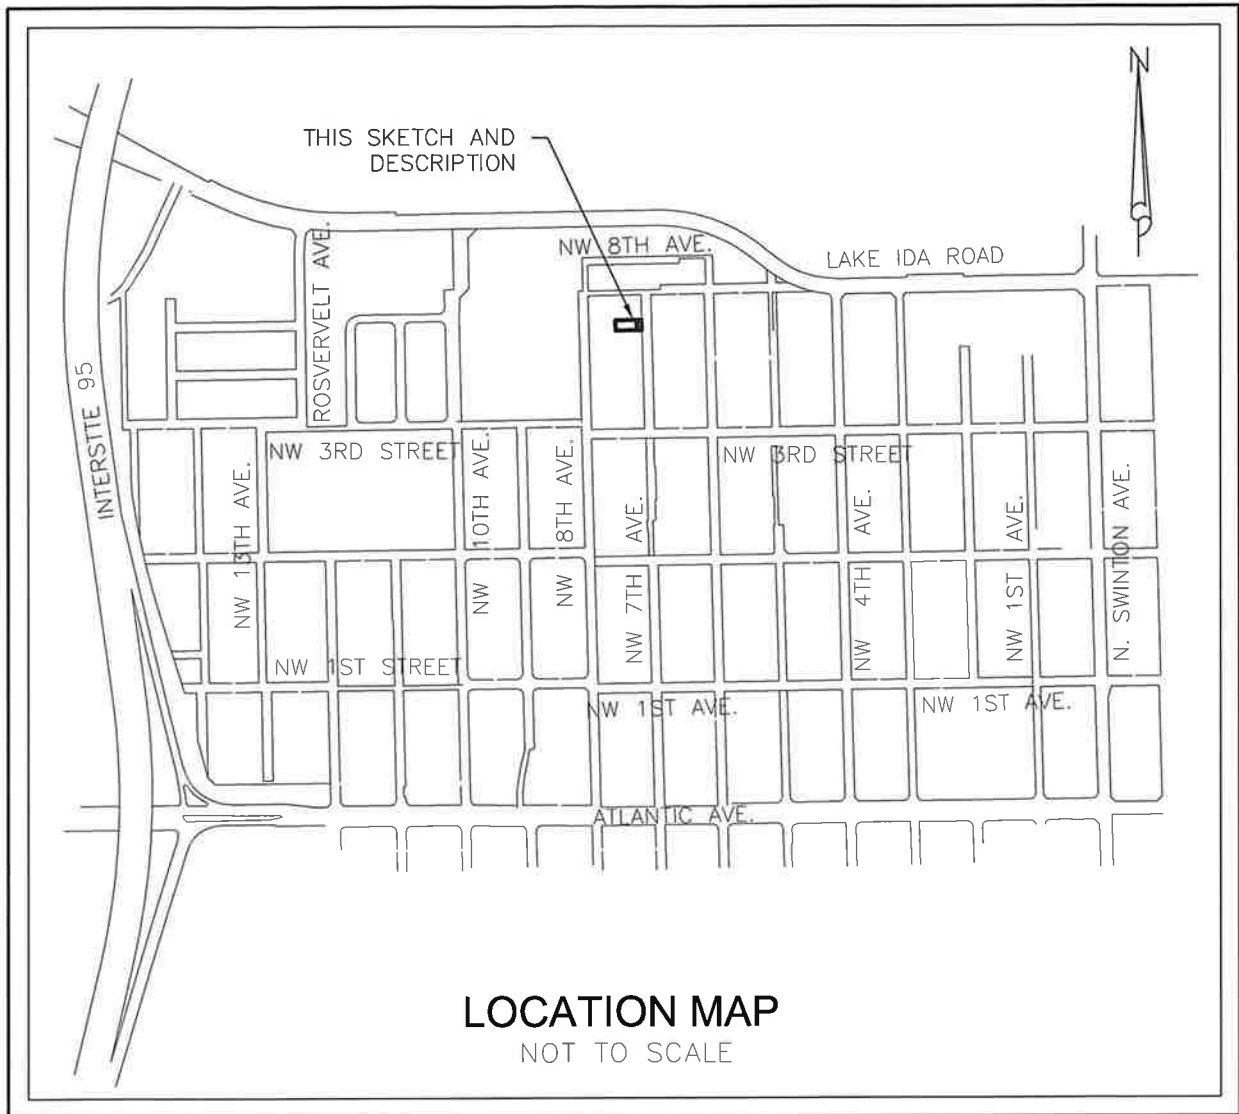 N
THIS SKETCH AND
DESCRIPTION
NW 8TH AVE.
LAKE IDA ROAD
ROSVERVELT AVE.
INTERSTTE 95
NW 3RD STREET
NW 3RD STREET
NW 13TH AVE.
NW 10TH AVE.
NW 8TH AVE.
NW 7TH AVE.
NW 4TH AVE.
NW 1ST AVE.
N. SWINTON AVE.
NW 1ST STREET
NW 1ST AVE.
NW 1ST AVE.
ATLANTIC AVE.
LOCATION MAP
NOT TO SCALE